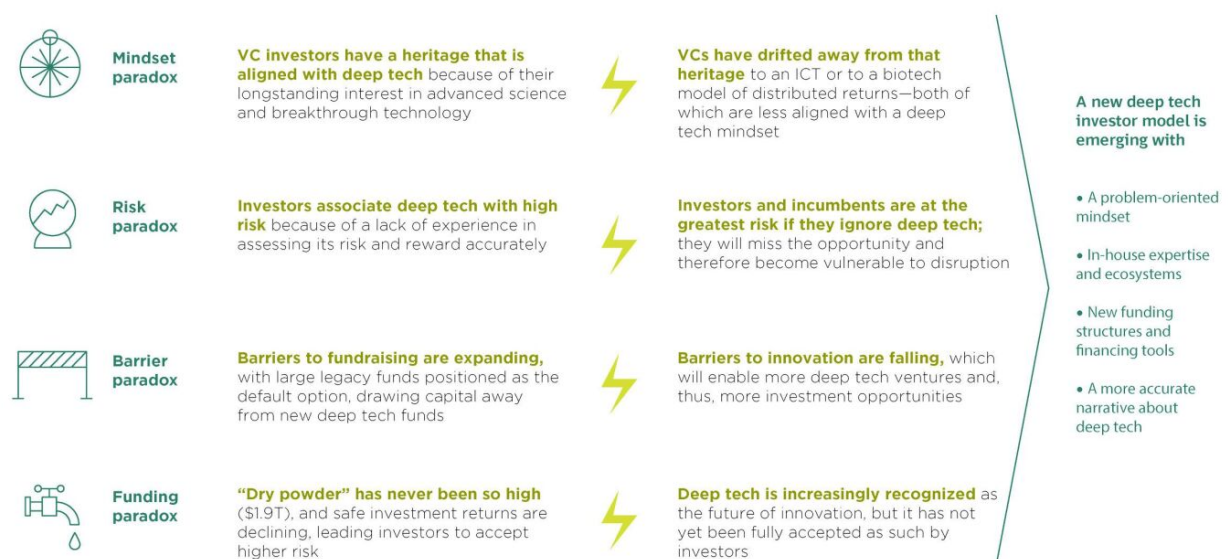 Mindset
paradox
VC investors have a heritage that is
aligned with deep tech because of their
longstanding interest in advanced science
and breakthrough technology
VCs have drifted away from that
heritage to an ICT or to a biotech
model of distributed returns—both of
which are less aligned with a deep
tech mindset
Risk
paradox
Investors associate deep tech with high
risk because of a lack of experience in
assessing its risk and reward accurately
Investors and incumbents are at the
greatest risk if they ignore deep tech;
they will miss the opportunity and
therefore become vulnerable to disruption
Barrier
paradox
Barriers to fundraising are expanding,
with large legacy funds positioned as the
default option, drawing capital away
from new deep tech funds
Barriers to innovation are falling, which
will enable more deep tech ventures and,
thus, more investment opportunities
Funding
paradox
“Dry powder” has never been so high
($1.9T), and safe investment returns are
declining, leading investors to accept
higher risk
Deep tech is increasingly recognized as
the future of innovation, but it has not
yet been fully accepted as such by
investors
A new deep tech
investor model is
emerging with
• A problem-oriented
mindset
• In-house expertise
and ecosystems
• New funding
structures and
financing tools
• A more accurate
narrative about
deep tech